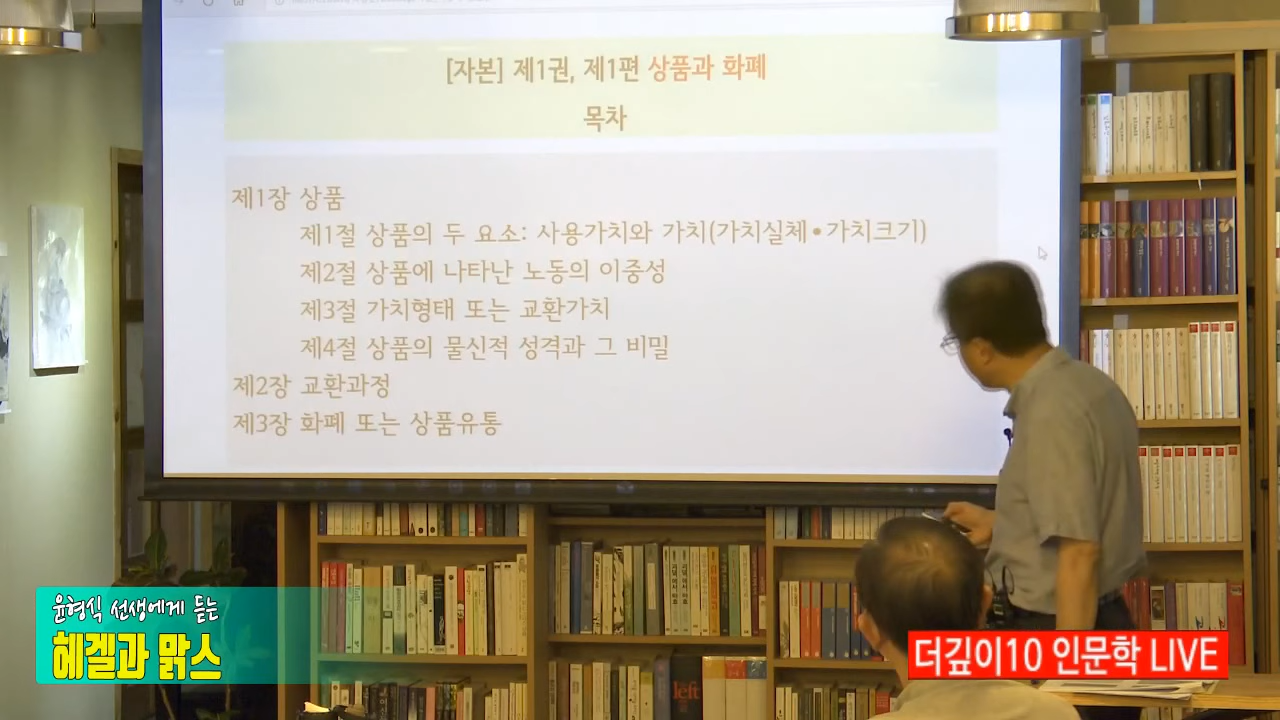 [자본] 제1권, 제1편 상품과 화폐
목차
제1장 상품
제1절 상품의 두 요소: 사용가치와 가치(가치실체•가치크기)
제2절 상품에 나타난 노동의 이중성
제3절 가치형태 또는 교환가치
제4절 상품의 물신적 성격과 그 비밀
제2장 교환과정
제3장 화폐 또는 상품유통
윤형식 선생에게 듣는
헤겔과 맑스
더깊이10 인문학 LIVE
left